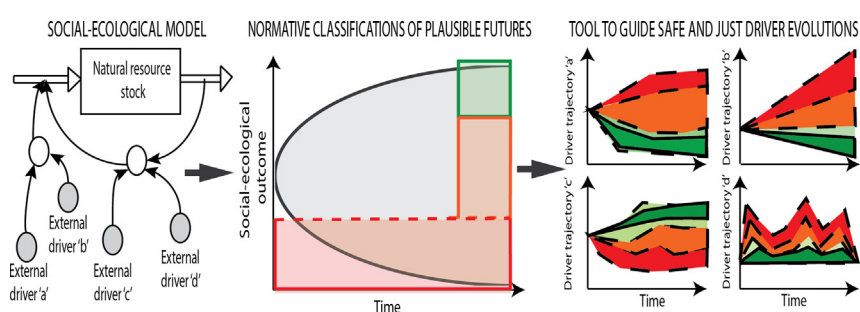 SOCIAL-ECOLOGICAL MODEL
Natural resource
stock
External
driver 'b'
External
driver 'a'
External
driver 'c'
External
driver 'd'
NORMATIVE CLASSIFICATIONS OF PLAUSIBLE FUTURES
Social-ecological
outcome
Time
TOOL TO GUIDE SAFE AND JUST DRIVER EVOLUTIONS
Driver trajectory 'a'
Driver trajectory 'b'
Driver trajectory 'c'
Driver trajectory 'd'
Time
Time